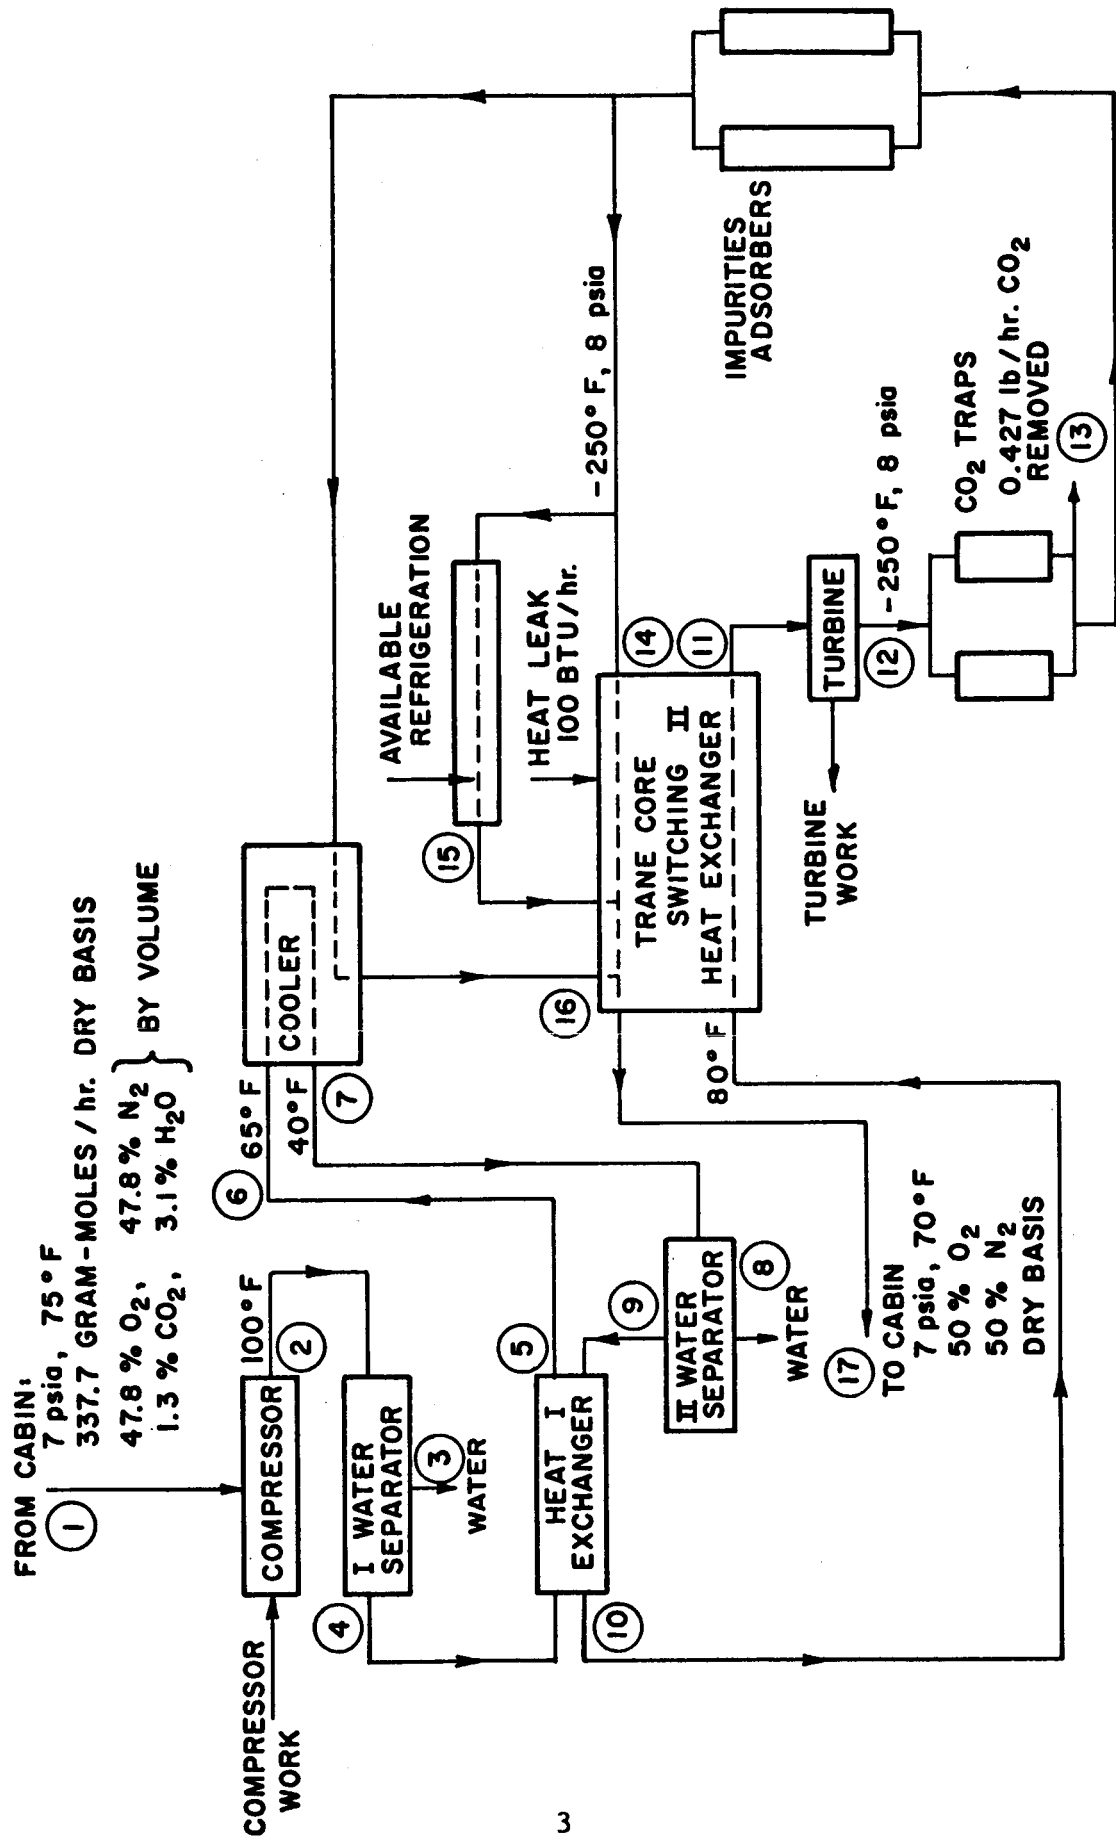 FROM CABIN:
7 psia, 75°F
337.7 GRAM-MOLES/hr. DRY BASIS
47.8% O2, 47.8% N2
1.3% CO2, 3.1% H2O
} BY VOLUME
1
COMPRESSOR
WORK
COMPRESSOR
100°F
2
I WATER
SEPARATOR
3
WATER
4
HEAT I
EXCHANGER
5
6
65°F
40°F
7
COOLER
II WATER
SEPARATOR
8
WATER
9
10
80°F
TRANE CORE
SWITCHING II
HEAT EXCHANGER
HEAT LEAK
100 BTU/hr.
AVAILABLE
REFRIGERATION
-250°F, 8 psia
11
TURBINE
TURBINE
WORK
12
-250°F, 8 psia
CO2 TRAPS
0.427 lb/hr. CO2
REMOVED
13
IMPURITIES
ADSORBERS
14
15
16
17
TO CABIN
7 psia, 70°F
50% O2
50% N2
DRY BASIS
3